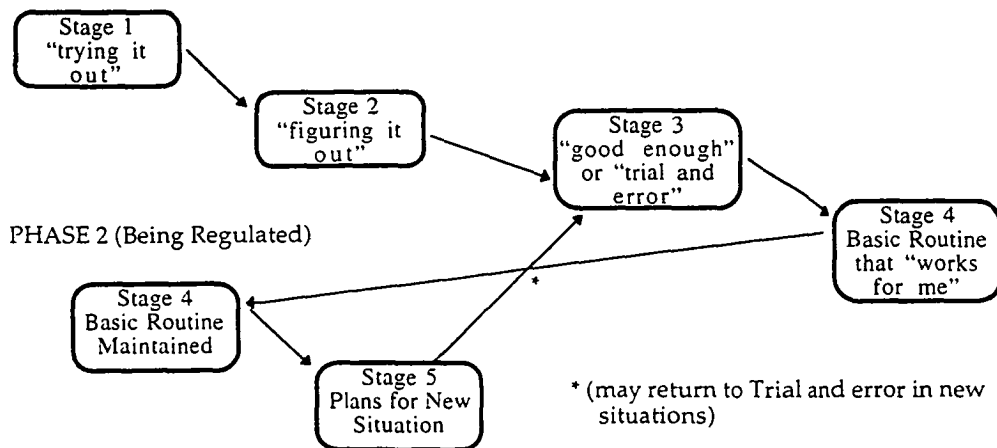 Stage 1
“trying it
out”
Stage 2
“figuring it
out”
Stage 3
“good enough”
or “trial and
error”
Stage 4
Basic Routine
that “works
for me”
PHASE 2 (Being Regulated)
*
Stage 4
Basic Routine
Maintained
Stage 5
Plans for New
Situation
* (may return to Trial and error in new
situations)